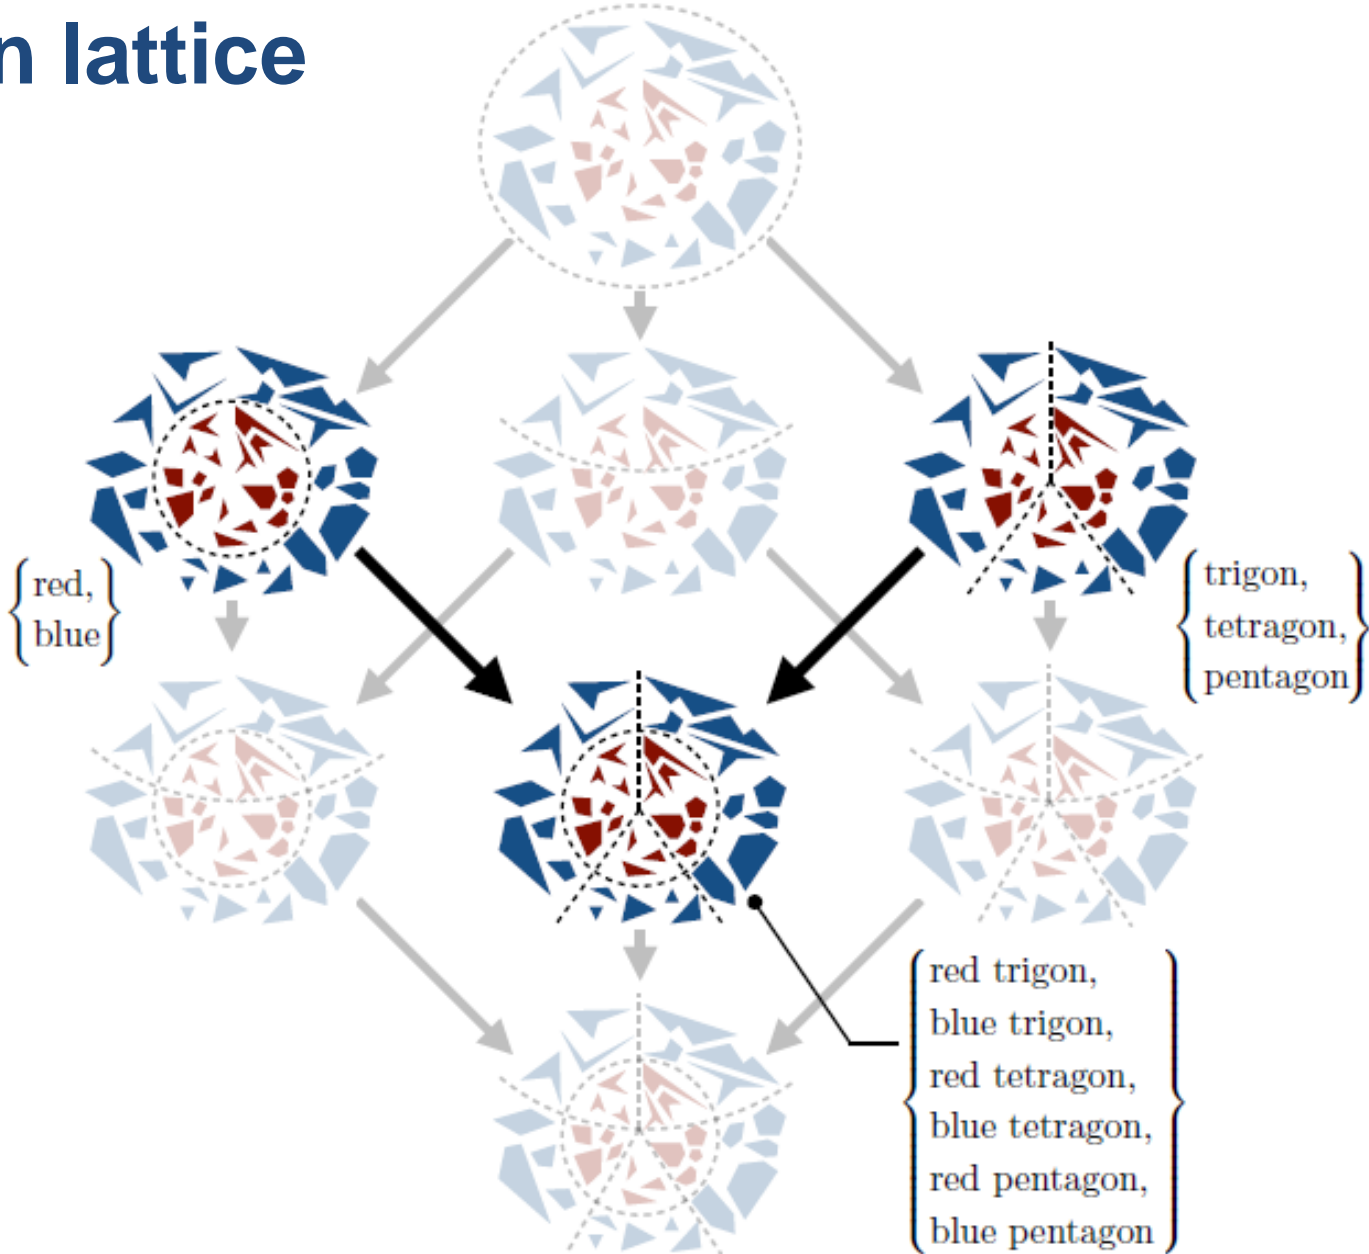 n lattice
red,
blue
trigon,
tetragon,
pentagon
red trigon,
blue trigon,
red tetragon,
blue tetragon,
red pentagon,
blue pentagon